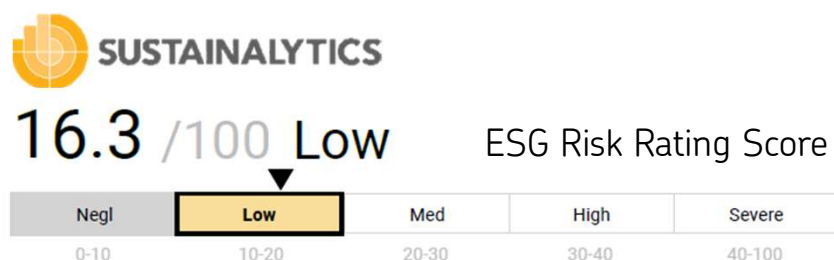 SUSTAINALYTICS
16.3 /100 Low
ESG Risk Rating Score
Negl Low Med High Severe
0-10 10-20 20-30 30-40 40-100